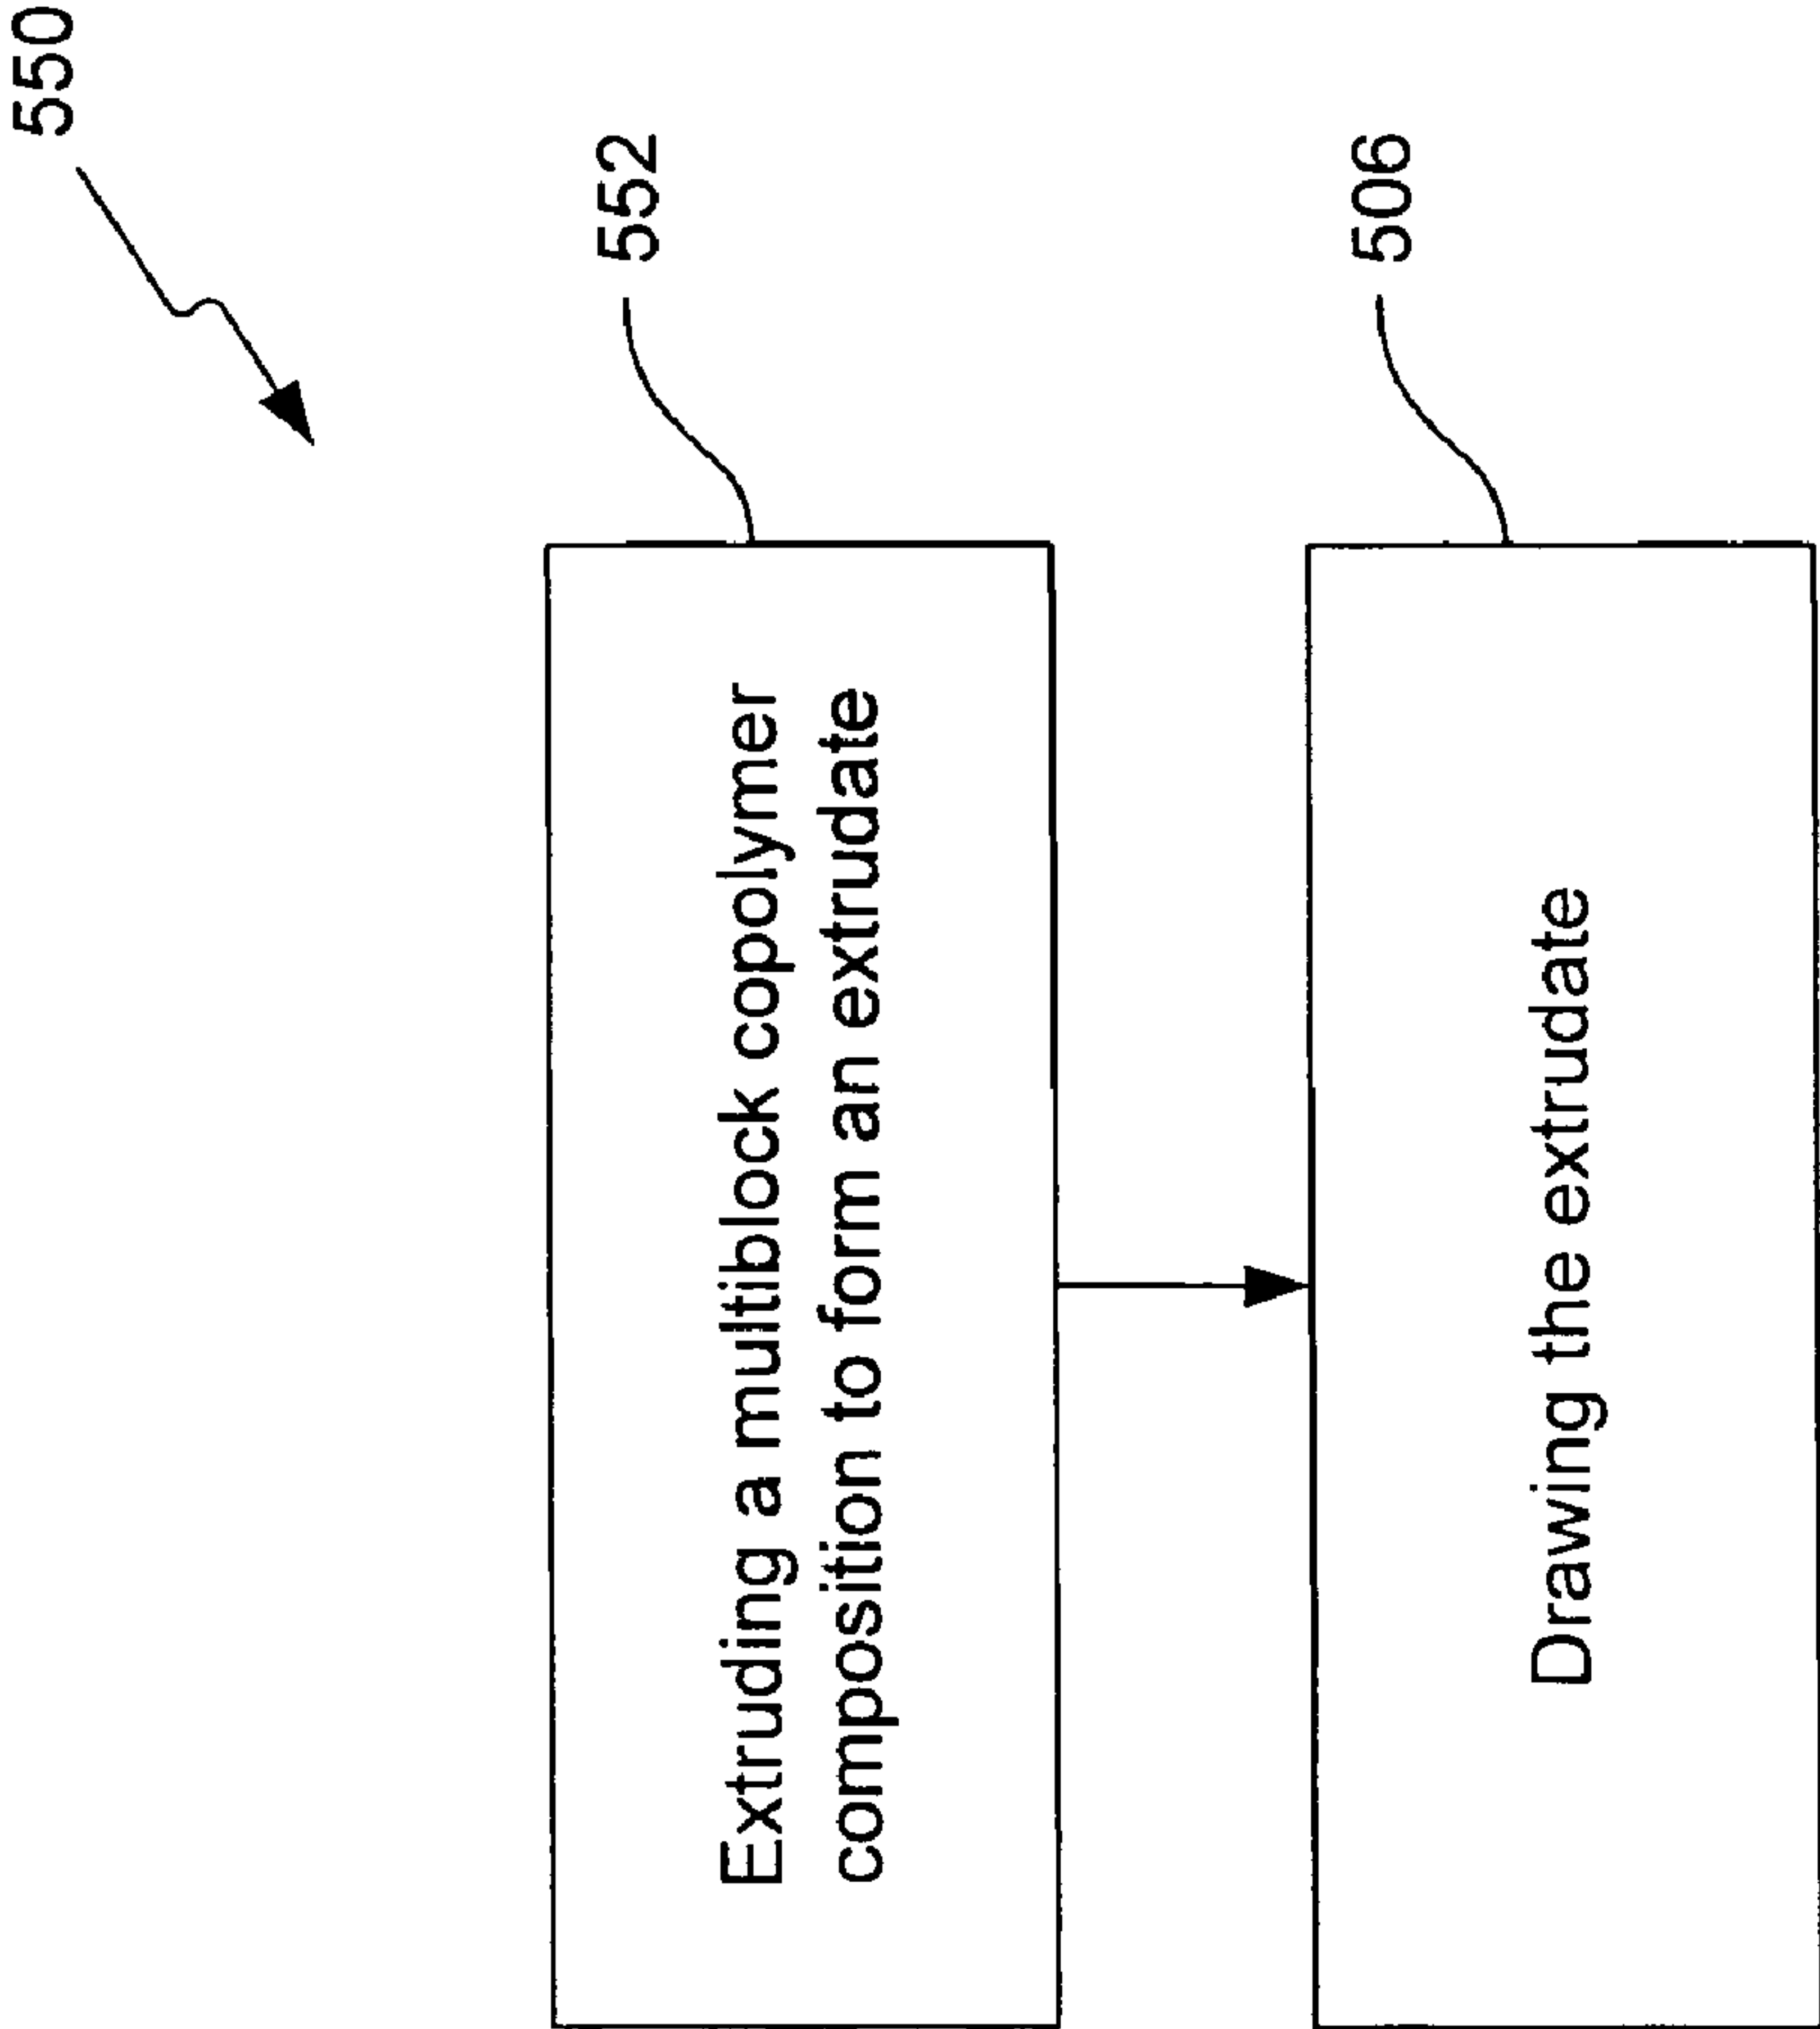 550
552
Extruding a multiblock copolymer
composition to form an extrudate
506
Drawing the extrudate